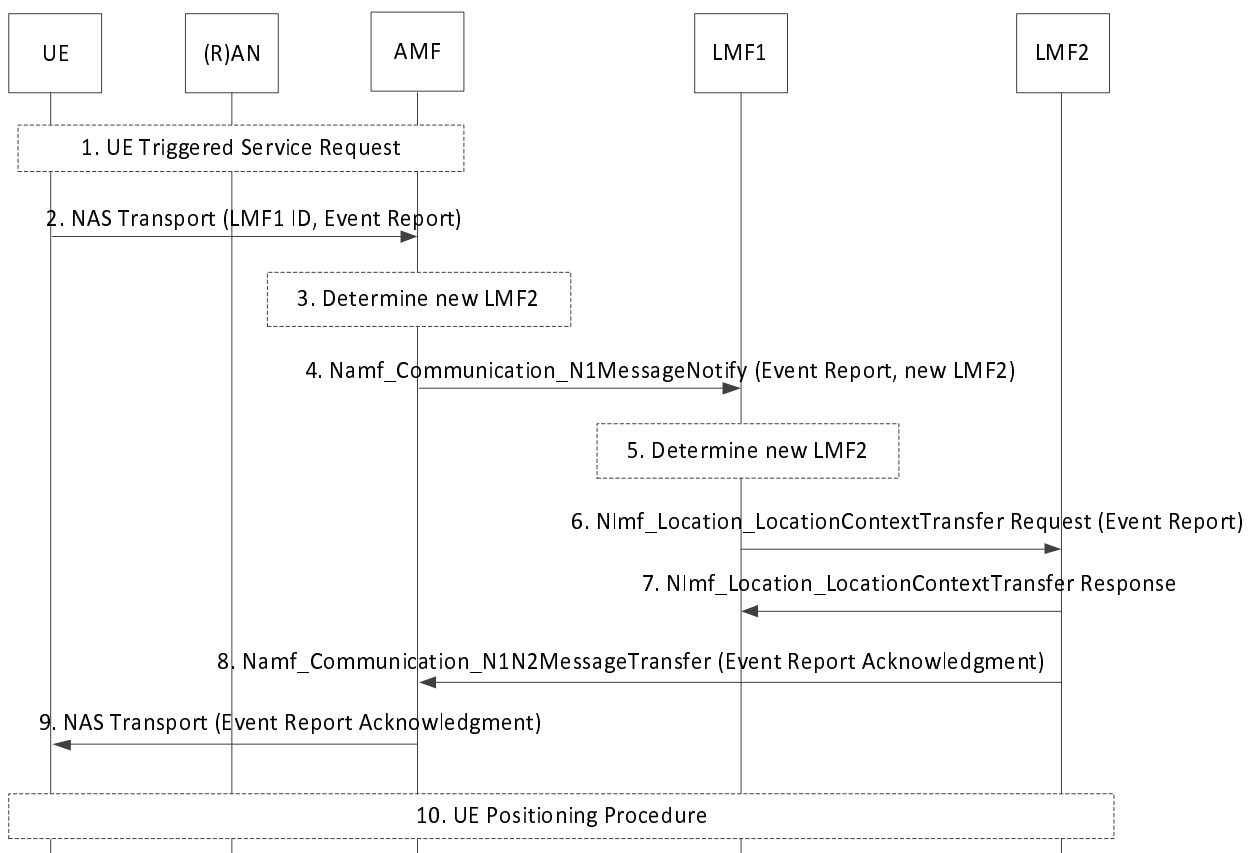 UE
(R)AN
AMF
LMF1
LMF2
1. UE Triggered Service Request
2. NAS Transport (LMF1 ID, Event Report)
3. Determine new LMF2
4. Namf_Communication_N1MessageNotify (Event Report, new LMF2)
5. Determine new LMF2
6. Nlmf_Location_LocationContextTransfer Request (Event Report)
7. Nlmf_Location_LocationContextTransfer Response
8. Namf_Communication_N1N2MessageTransfer (Event Report Acknowledgment)
9. NAS Transport (Event Report Acknowledgment)
10. UE Positioning Procedure